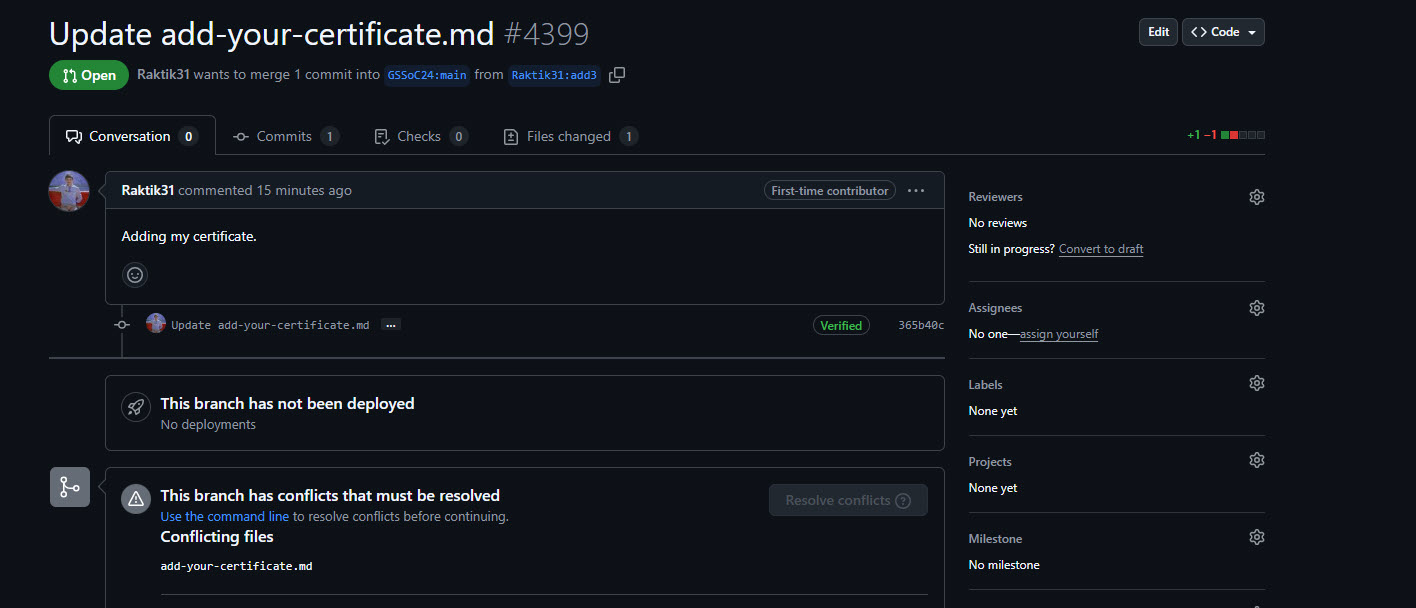 Update add-your-certificate.md #4399
Edit
Code
Open
Raktik31 wants to merge 1 commit into GSSoC24:main from Raktik31:add3
Conversation 0
Commits 1
Checks 0
Files changed 1
+1 −1
Raktik31 commented 15 minutes ago
First-time contributor
Adding my certificate.
Update add-your-certificate.md
Verified
365b40c
This branch has not been deployed
No deployments
This branch has conflicts that must be resolved
Use the command line to resolve conflicts before continuing.
Resolve conflicts
Conflicting files
add-your-certificate.md
Reviewers
No reviews
Still in progress? Convert to draft
Assignees
No one—assign yourself
Labels
None yet
Projects
None yet
Milestone
No milestone